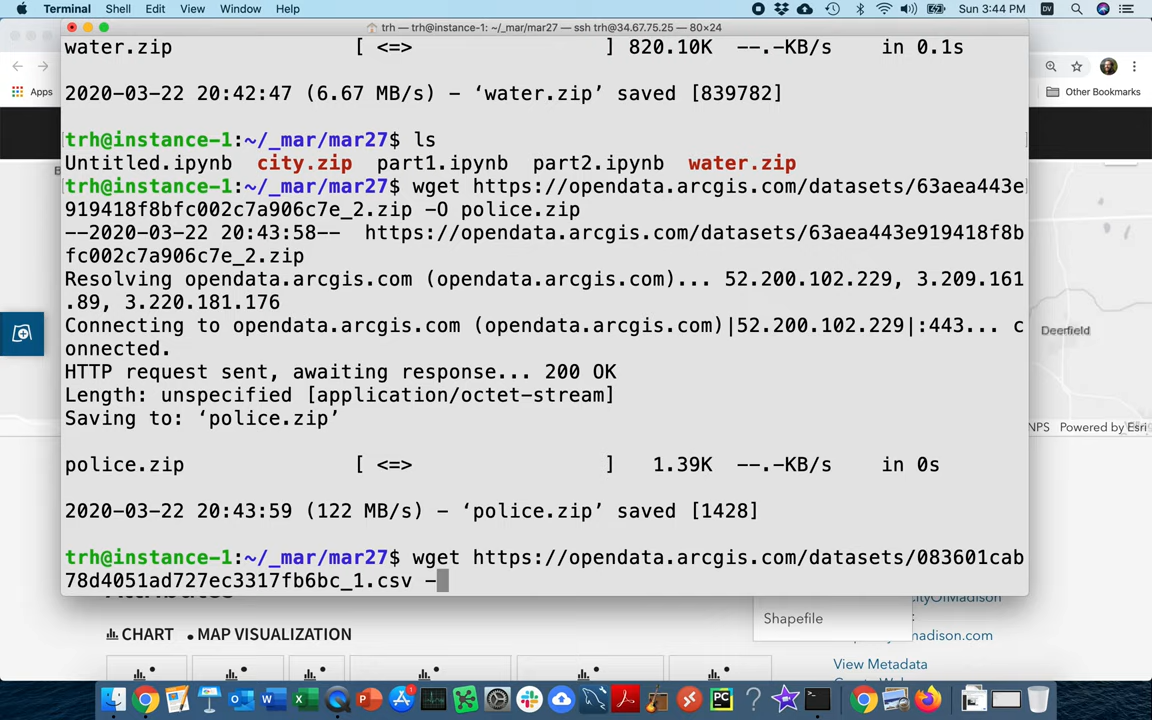 Terminal Shell Edit View Window Help Sun 3:44 PM DV
trh — trh@instance-1: ~/_mar/mar27 — ssh trh@34.67.75.25 — 80×24
water.zip [ <=> ] 820.10K --.-KB/s in 0.1s
2020-03-22 20:42:47 (6.67 MB/s) - ‘water.zip’ saved [839782]
trh@instance-1:~/_mar/mar27$ ls
Untitled.ipynb city.zip part1.ipynb part2.ipynb water.zip
trh@instance-1:~/_mar/mar27$ wget https://opendata.arcgis.com/datasets/63aea443e
919418f8bfc002c7a906c7e_2.zip -O police.zip
--2020-03-22 20:43:58-- https://opendata.arcgis.com/datasets/63aea443e919418f8b
fc002c7a906c7e_2.zip
Resolving opendata.arcgis.com (opendata.arcgis.com)... 52.200.102.229, 3.209.161
.89, 3.220.181.176
Connecting to opendata.arcgis.com (opendata.arcgis.com)|52.200.102.229|:443... c
onnected.
HTTP request sent, awaiting response... 200 OK
Length: unspecified [application/octet-stream]
Saving to: ‘police.zip’
police.zip [ <=> ] 1.39K --.-KB/s in 0s
2020-03-22 20:43:59 (122 MB/s) - ‘police.zip’ saved [1428]
trh@instance-1:~/_mar/mar27$ wget https://opendata.arcgis.com/datasets/083601cab
78d4051ad727ec3317fb6bc_1.csv -
Apps
Other Bookmarks
Deerfield
NPS Powered by Esri
Shapefile
CHART MAP VISUALIZATION
madison.com
View Metadata